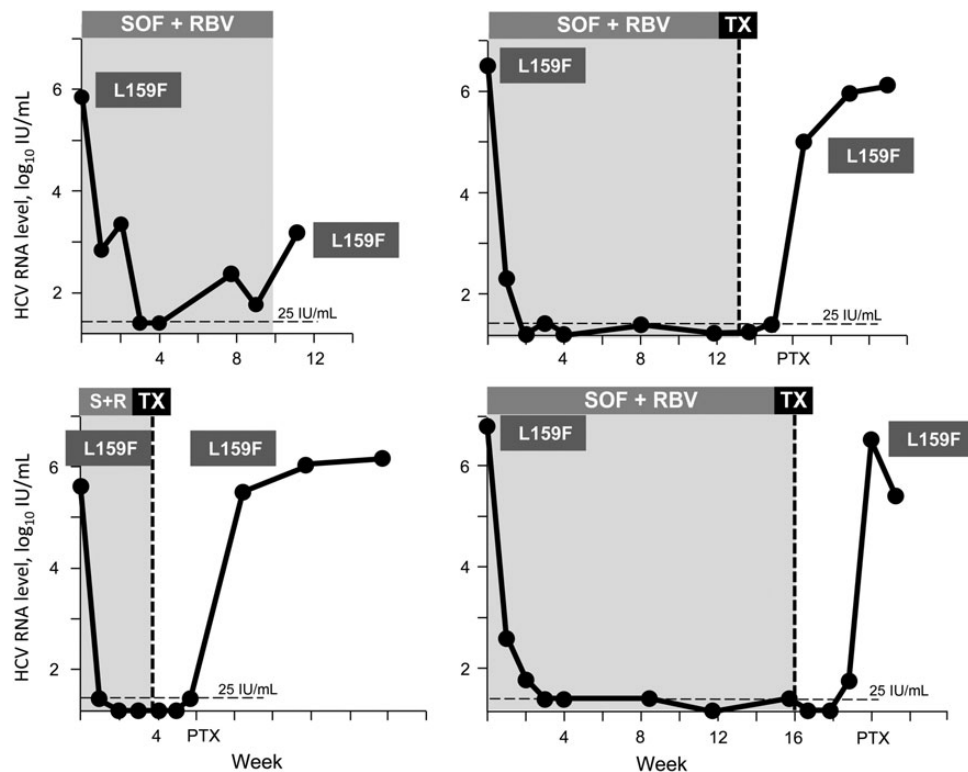 SOF + RBV
L159F
L159F
25 IU/mL
HCV RNA level, log10 IU/mL
6
4
2
4
8
12
SOF + RBV
TX
L159F
L159F
25 IU/mL
6
4
2
4
8
12
PTX
S+R
TX
L159F
L159F
25 IU/mL
HCV RNA level, log10 IU/mL
6
4
2
4
PTX
Week
SOF + RBV
TX
L159F
L159F
25 IU/mL
6
4
2
4
8
12
16
PTX
Week